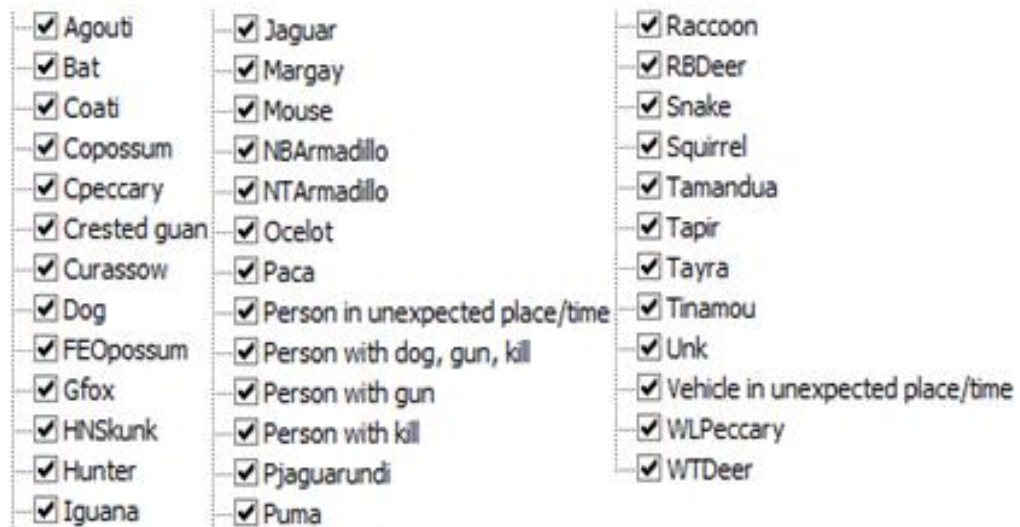 Agouti
Bat
Coati
Copossum
Cpeccary
Crested guan
Curassow
Dog
FEOpossum
Gfox
HNSkunk
Hunter
Iguana
Jaguar
Margay
Mouse
NBArmadillo
NTArmadillo
Ocelot
Paca
Person in unexpected place/time
Person with dog, gun, kill
Person with gun
Person with kill
Pjaguarundi
Puma
Raccoon
RBDeer
Snake
Squirrel
Tamandua
Tapir
Tayra
Tinamou
Unk
Vehicle in unexpected place/time
WLPeccary
WTDeer